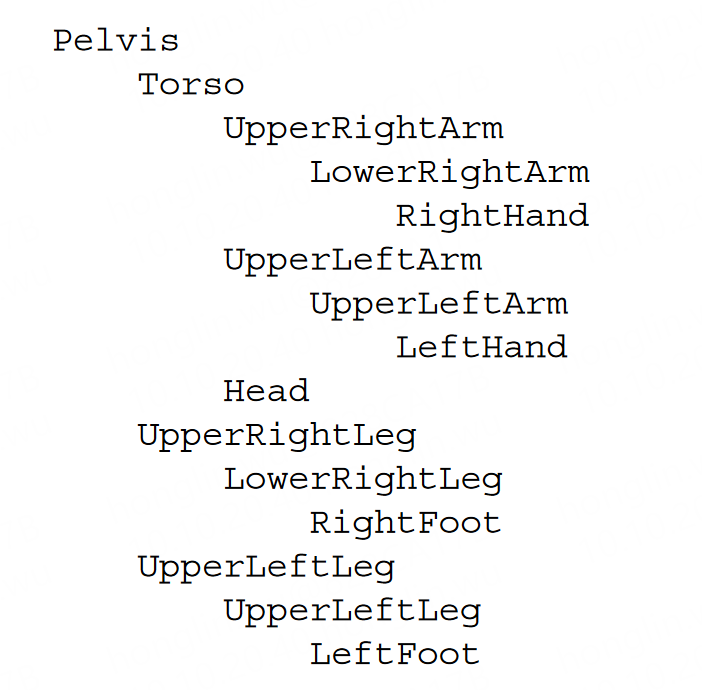 Pelvis
    Torso
        UpperRightArm
            LowerRightArm
                RightHand
        UpperLeftArm
            UpperLeftArm
                LeftHand
        Head
    UpperRightLeg
        LowerRightLeg
            RightFoot
    UpperLeftLeg
        UpperLeftLeg
            LeftFoot